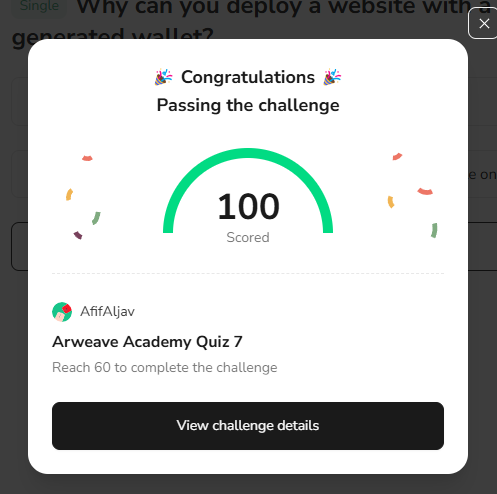 Single Why can you deploy a website with a
generated wallet?
🎉 Congratulations 🎉
Passing the challenge
e on
100
Scored
AfifAljav
Arweave Academy Quiz 7
Reach 60 to complete the challenge
View challenge details